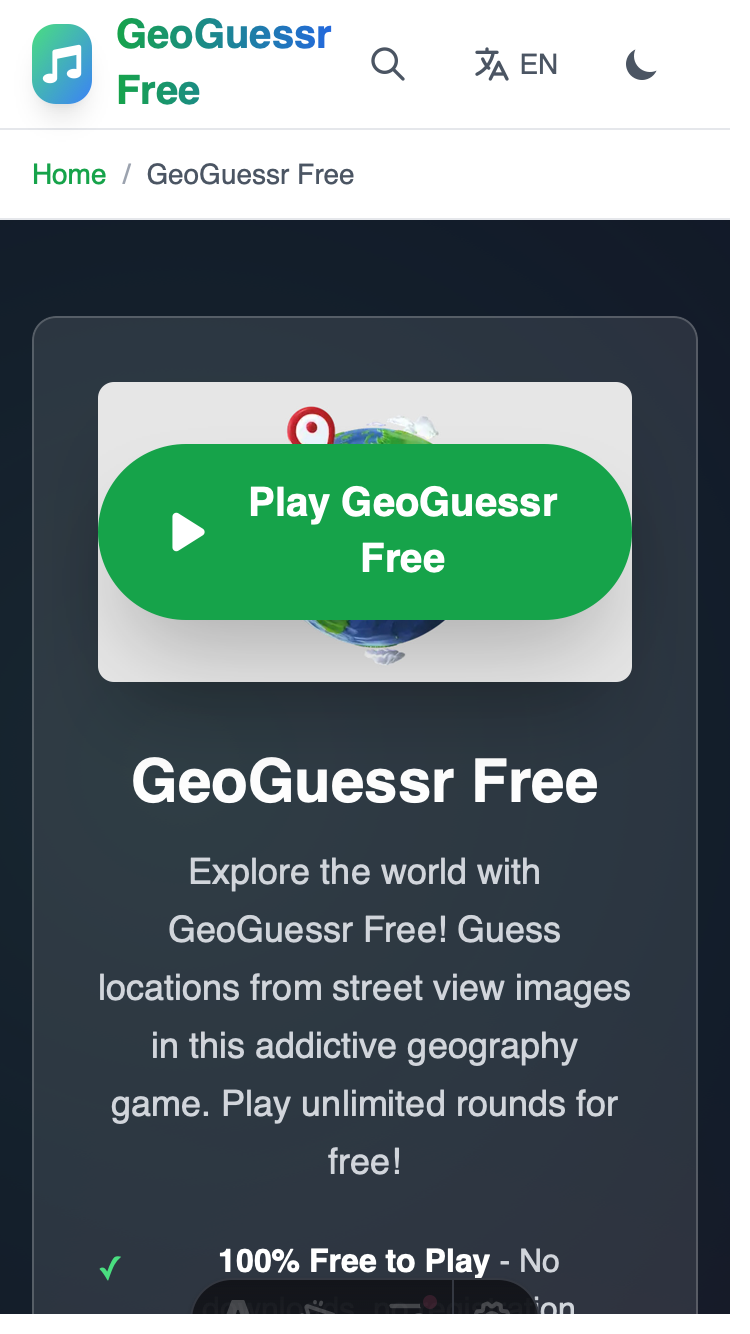 GeoGuessr
Free
EN
Home / GeoGuessr Free
Play GeoGuessr
Free
GeoGuessr Free
Explore the world with
GeoGuessr Free! Guess
locations from street view images
in this addictive geography
game. Play unlimited rounds for
free!
100% Free to Play - No